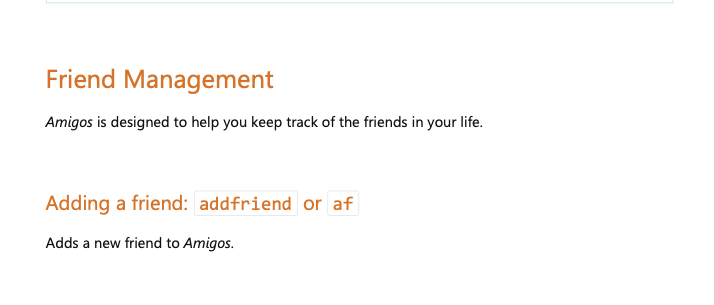 Friend Management
Amigos is designed to help you keep track of the friends in your life.
Adding a friend: addfriend or af
Adds a new friend to Amigos.